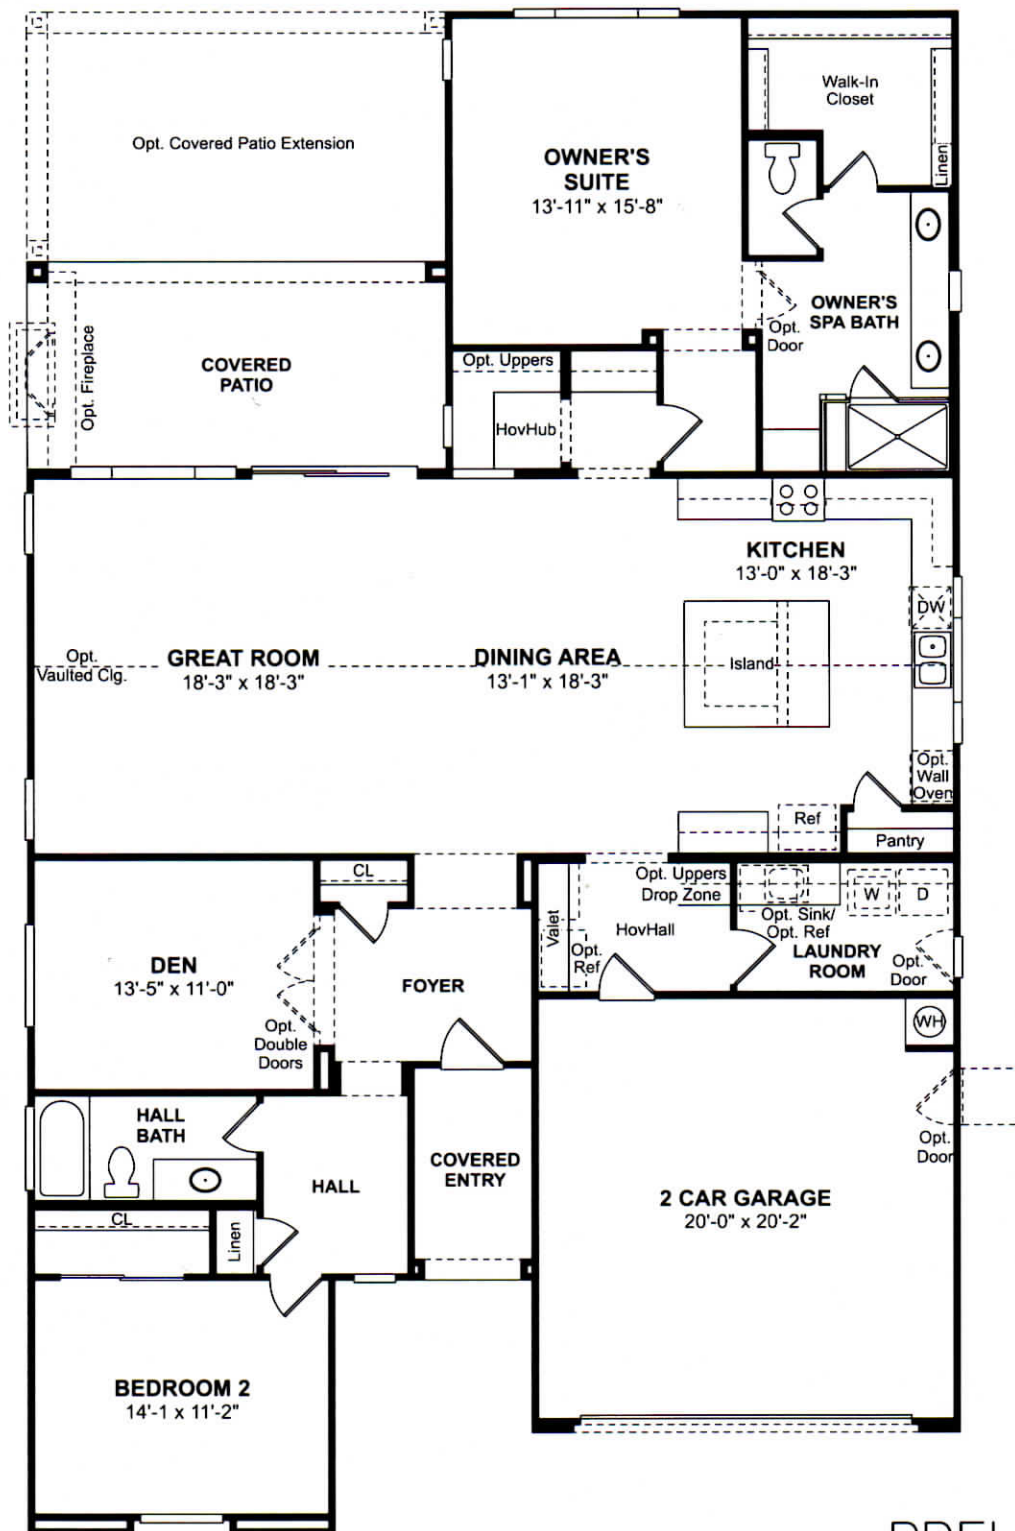 Opt. Covered Patio Extension
OWNER'S
SUITE
13'-11" x 15'-8"
Walk-In
Closet
Linen
OWNER'S
SPA BATH
Opt.
Door
Opt. Fireplace
COVERED
PATIO
Opt. Uppers
HovHub
KITCHEN
13'-0" x 18'-3"
DW
Opt.
Vaulted Clg.
GREAT ROOM
18'-3" x 18'-3"
DINING AREA
13'-1" x 18'-3"
Island
Opt.
Wall
Oven
Ref
Pantry
CL
DEN
13'-5" x 11'-0"
Opt.
Double
Doors
FOYER
Valet
Opt.
Ref
Opt. Uppers
Drop Zone
HovHall
Opt. Sink/
Opt. Ref
W
D
LAUNDRY
ROOM
Opt.
Door
WH
Opt.
Door
HALL
BATH
HALL
COVERED
ENTRY
2 CAR GARAGE
20'-0" x 20'-2"
CL
Linen
BEDROOM 2
14'-1 x 11'-2"